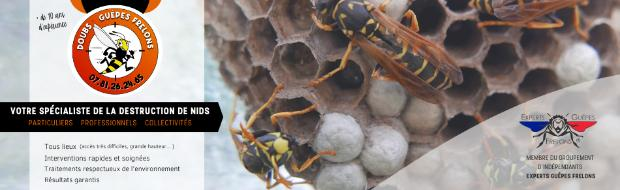 + de 10 ans
d'expérience
DOUBS GUÊPES FRELONS
07.81.26.24.65
VOTRE SPÉCIALISTE DE LA DESTRUCTION DE NIDS
PARTICULIERS PROFESSIONNELS COLLECTIVITÉS
Tous lieux (accès très difficiles, grande hauteur... )
Interventions rapides et soignées
Traitements respectueux de l'environnement
Résultats garantis
EXPERTS GUÊPES
FRELONS
MEMBRE DU GROUPEMENT
D'INDÉPENDANTS
EXPERTS GUÊPES FRELONS